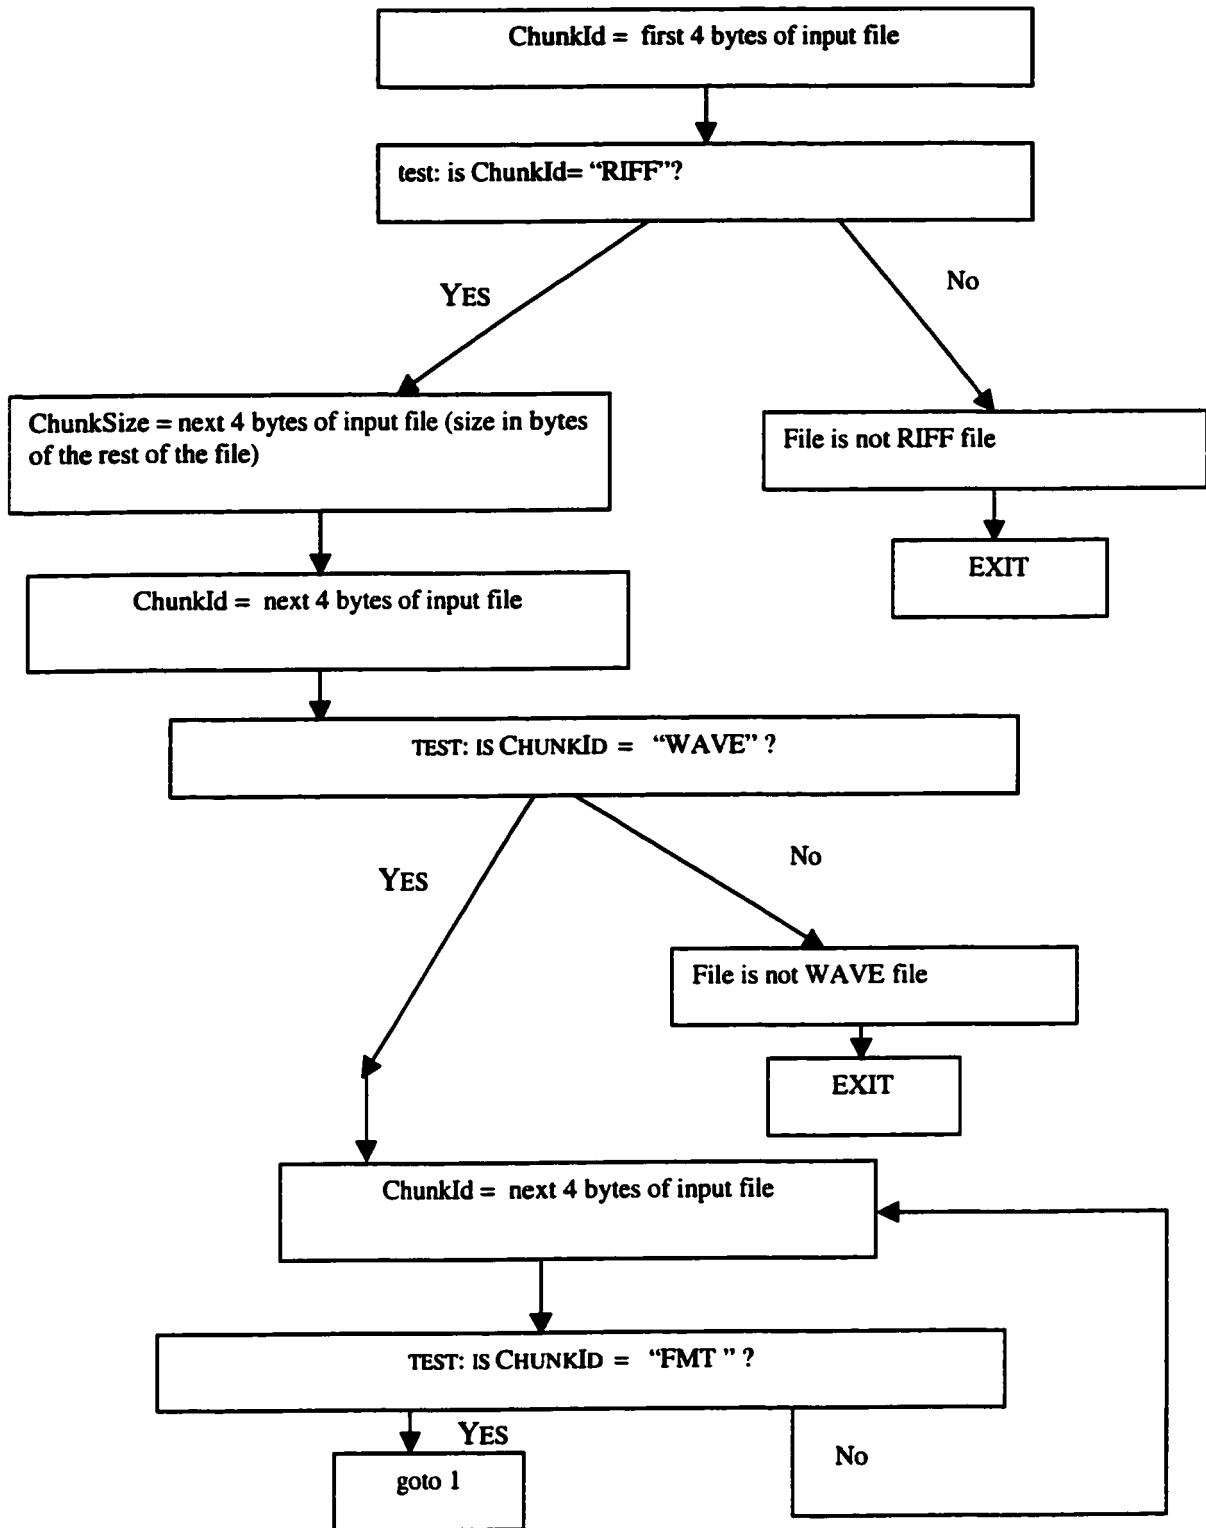 ChunkId = first 4 bytes of input file
test: is ChunkId= “RIFF”?
YES
No
ChunkSize = next 4 bytes of input file (size in bytes
of the rest of the file)
File is not RIFF file
EXIT
ChunkId = next 4 bytes of input file
TEST: IS CHUNKID = “WAVE” ?
YES
No
File is not WAVE file
EXIT
ChunkId = next 4 bytes of input file
TEST: IS CHUNKID = “FMT ” ?
YES
No
goto 1